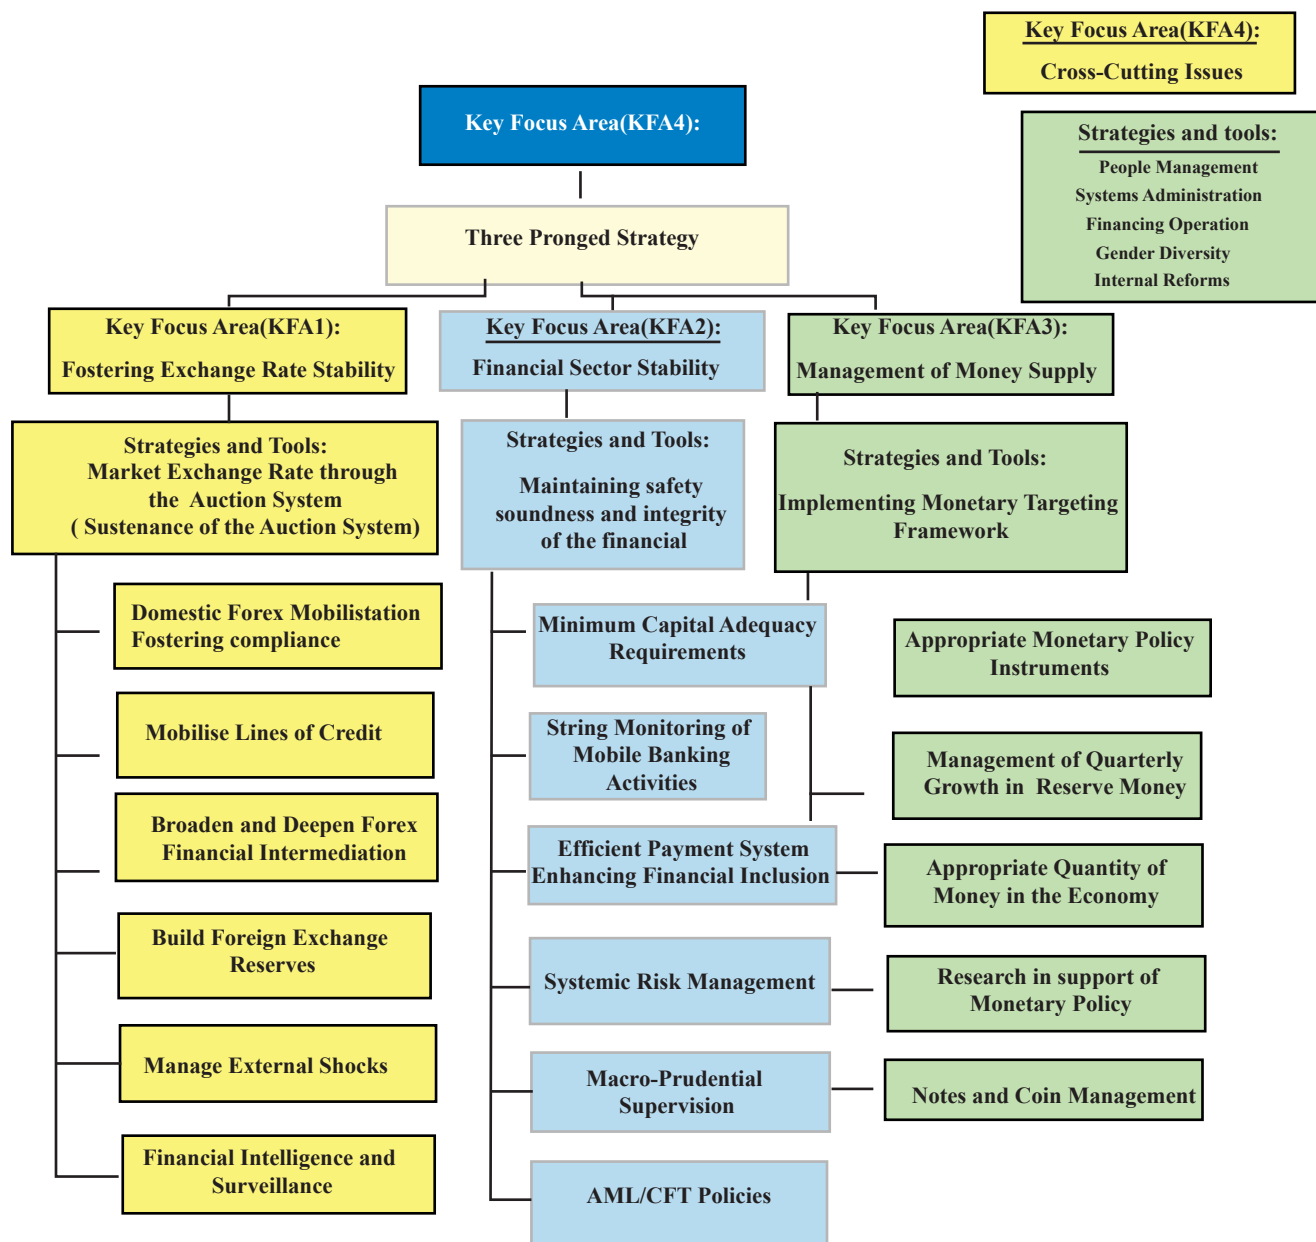 Key Focus Area(KFA4):
Cross-Cutting Issues
Key Focus Area(KFA4):
Strategies and tools:
People Management
Systems Administration
Financing Operation
Gender Diversity
Internal Reforms
Three Pronged Strategy
Key Focus Area(KFA1):
Fostering Exchange Rate Stability
Key Focus Area(KFA2):
Financial Sector Stability
Key Focus Area(KFA3):
Management of Money Supply
Strategies and Tools:
Market Exchange Rate through
the Auction System
( Sustenance of the Auction System)
Strategies and Tools:
Maintaining safety
soundness and integrity
of the financial
Strategies and Tools:
Implementing Monetary Targeting
Framework
Domestic Forex Mobilistation
Fostering compliance
Mobilise Lines of Credit
Broaden and Deepen Forex
Financial Intermediation
Build Foreign Exchange
Reserves
Manage External Shocks
Financial Intelligence and
Surveillance
Minimum Capital Adequacy
Requirements
String Monitoring of
Mobile Banking
Activities
Efficient Payment System
Enhancing Financial Inclusion
Systemic Risk Management
Macro-Prudential
Supervision
AML/CFT Policies
Appropriate Monetary Policy
Instruments
Management of Quarterly
Growth in Reserve Money
Appropriate Quantity of
Money in the Economy
Research in support of
Monetary Policy
Notes and Coin Management